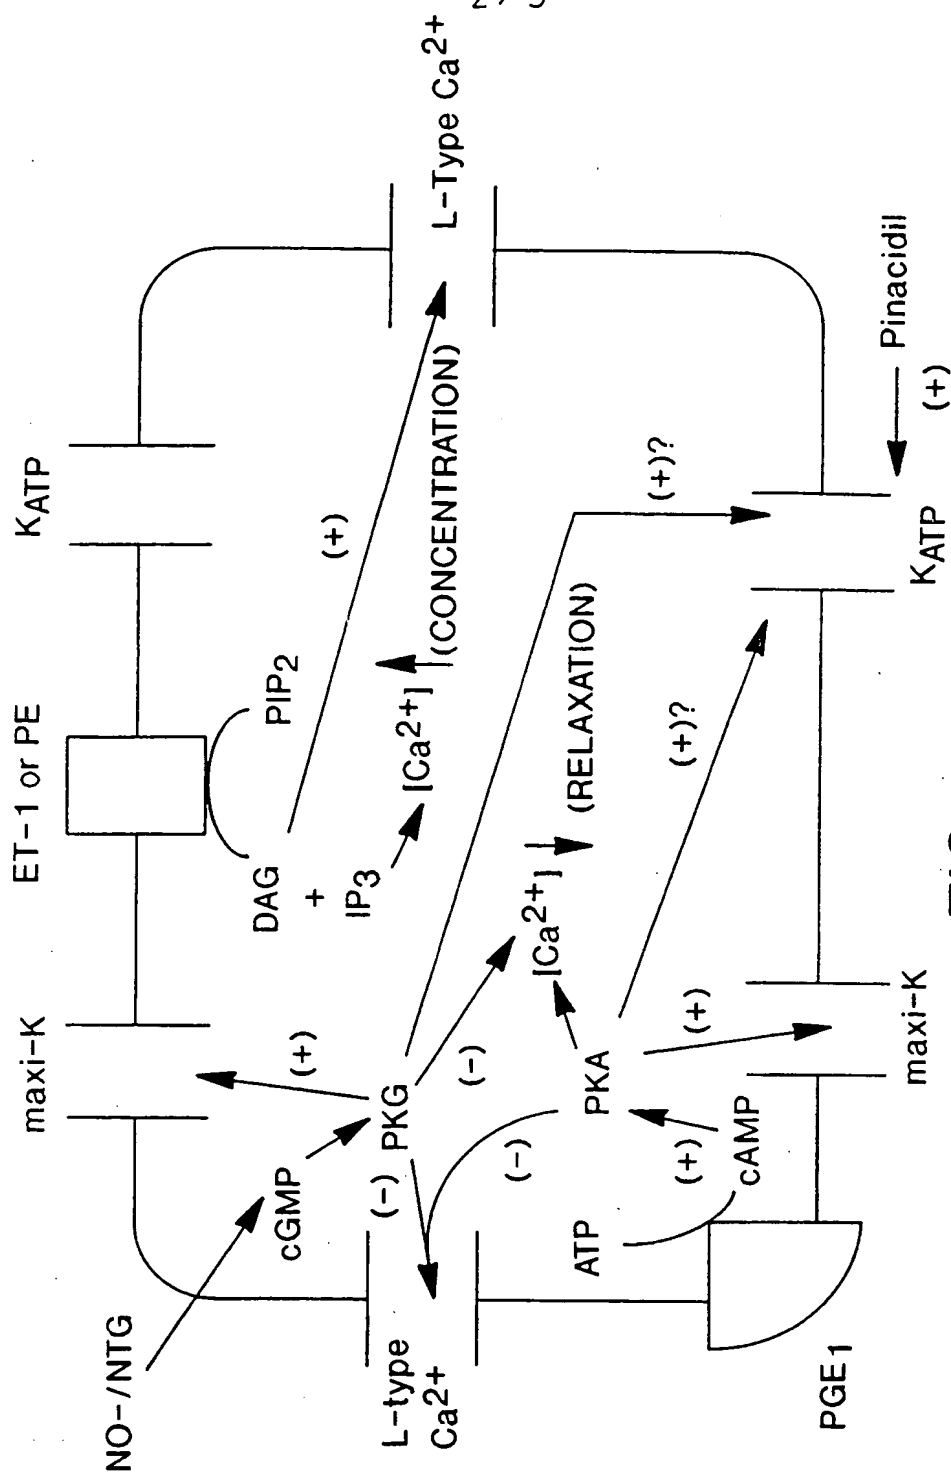 NO-/NTG
maxi-K
ET-1 or PE
KATP
cGMP
(+)
DAG
+
IP3
PIP2
(+)
L-type
Ca2+
(-)
PKG
(-)
[Ca2+]
(CONCENTRATION)
L-Type Ca2+
(-)
[Ca2+]
(RELAXATION)
ATP
(+)
cAMP
PKA
(+)
(+)?
(+)?
PGE1
maxi-K
KATP
Pinacidil
(+)